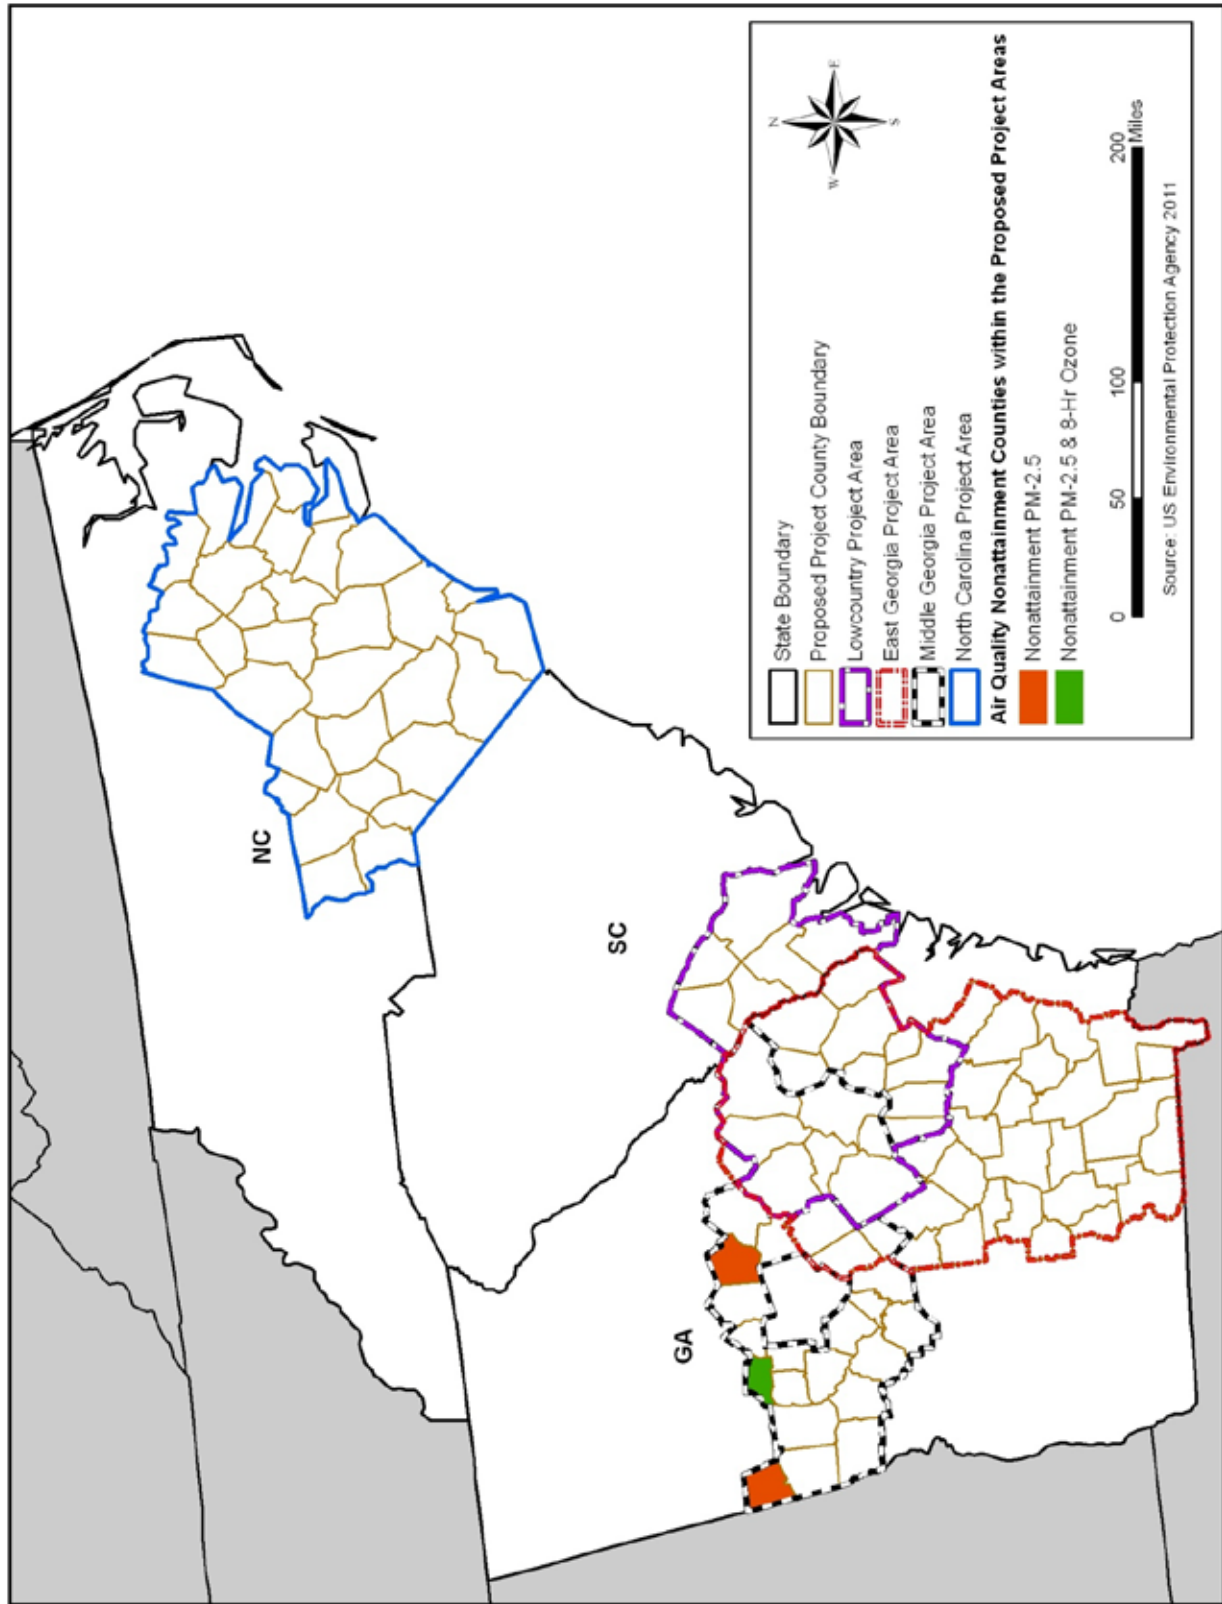 NC
SC
GA
N
E
S
W
State Boundary
Proposed Project County Boundary
Lowcountry Project Area
East Georgia Project Area
Middle Georgia Project Area
North Carolina Project Area
Air Quality Nonattainment Counties within the Proposed Project Areas
Nonattainment PM-2.5
Nonattainment PM-2.5 & 8-Hr Ozone
0 50 100 200
Miles
Source: US Environmental Protection Agency 2011